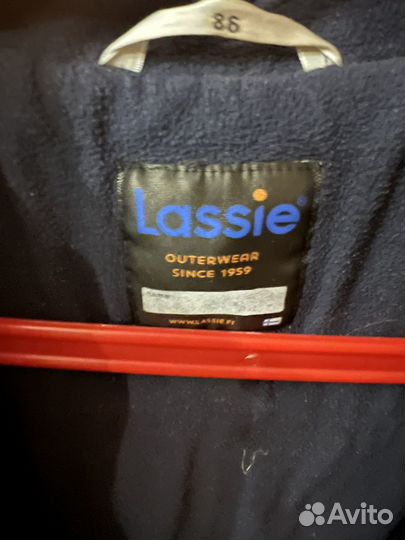 86
Lassie®
OUTERWEAR
SINCE 1959
WWW.LASSIE.FI
Avito